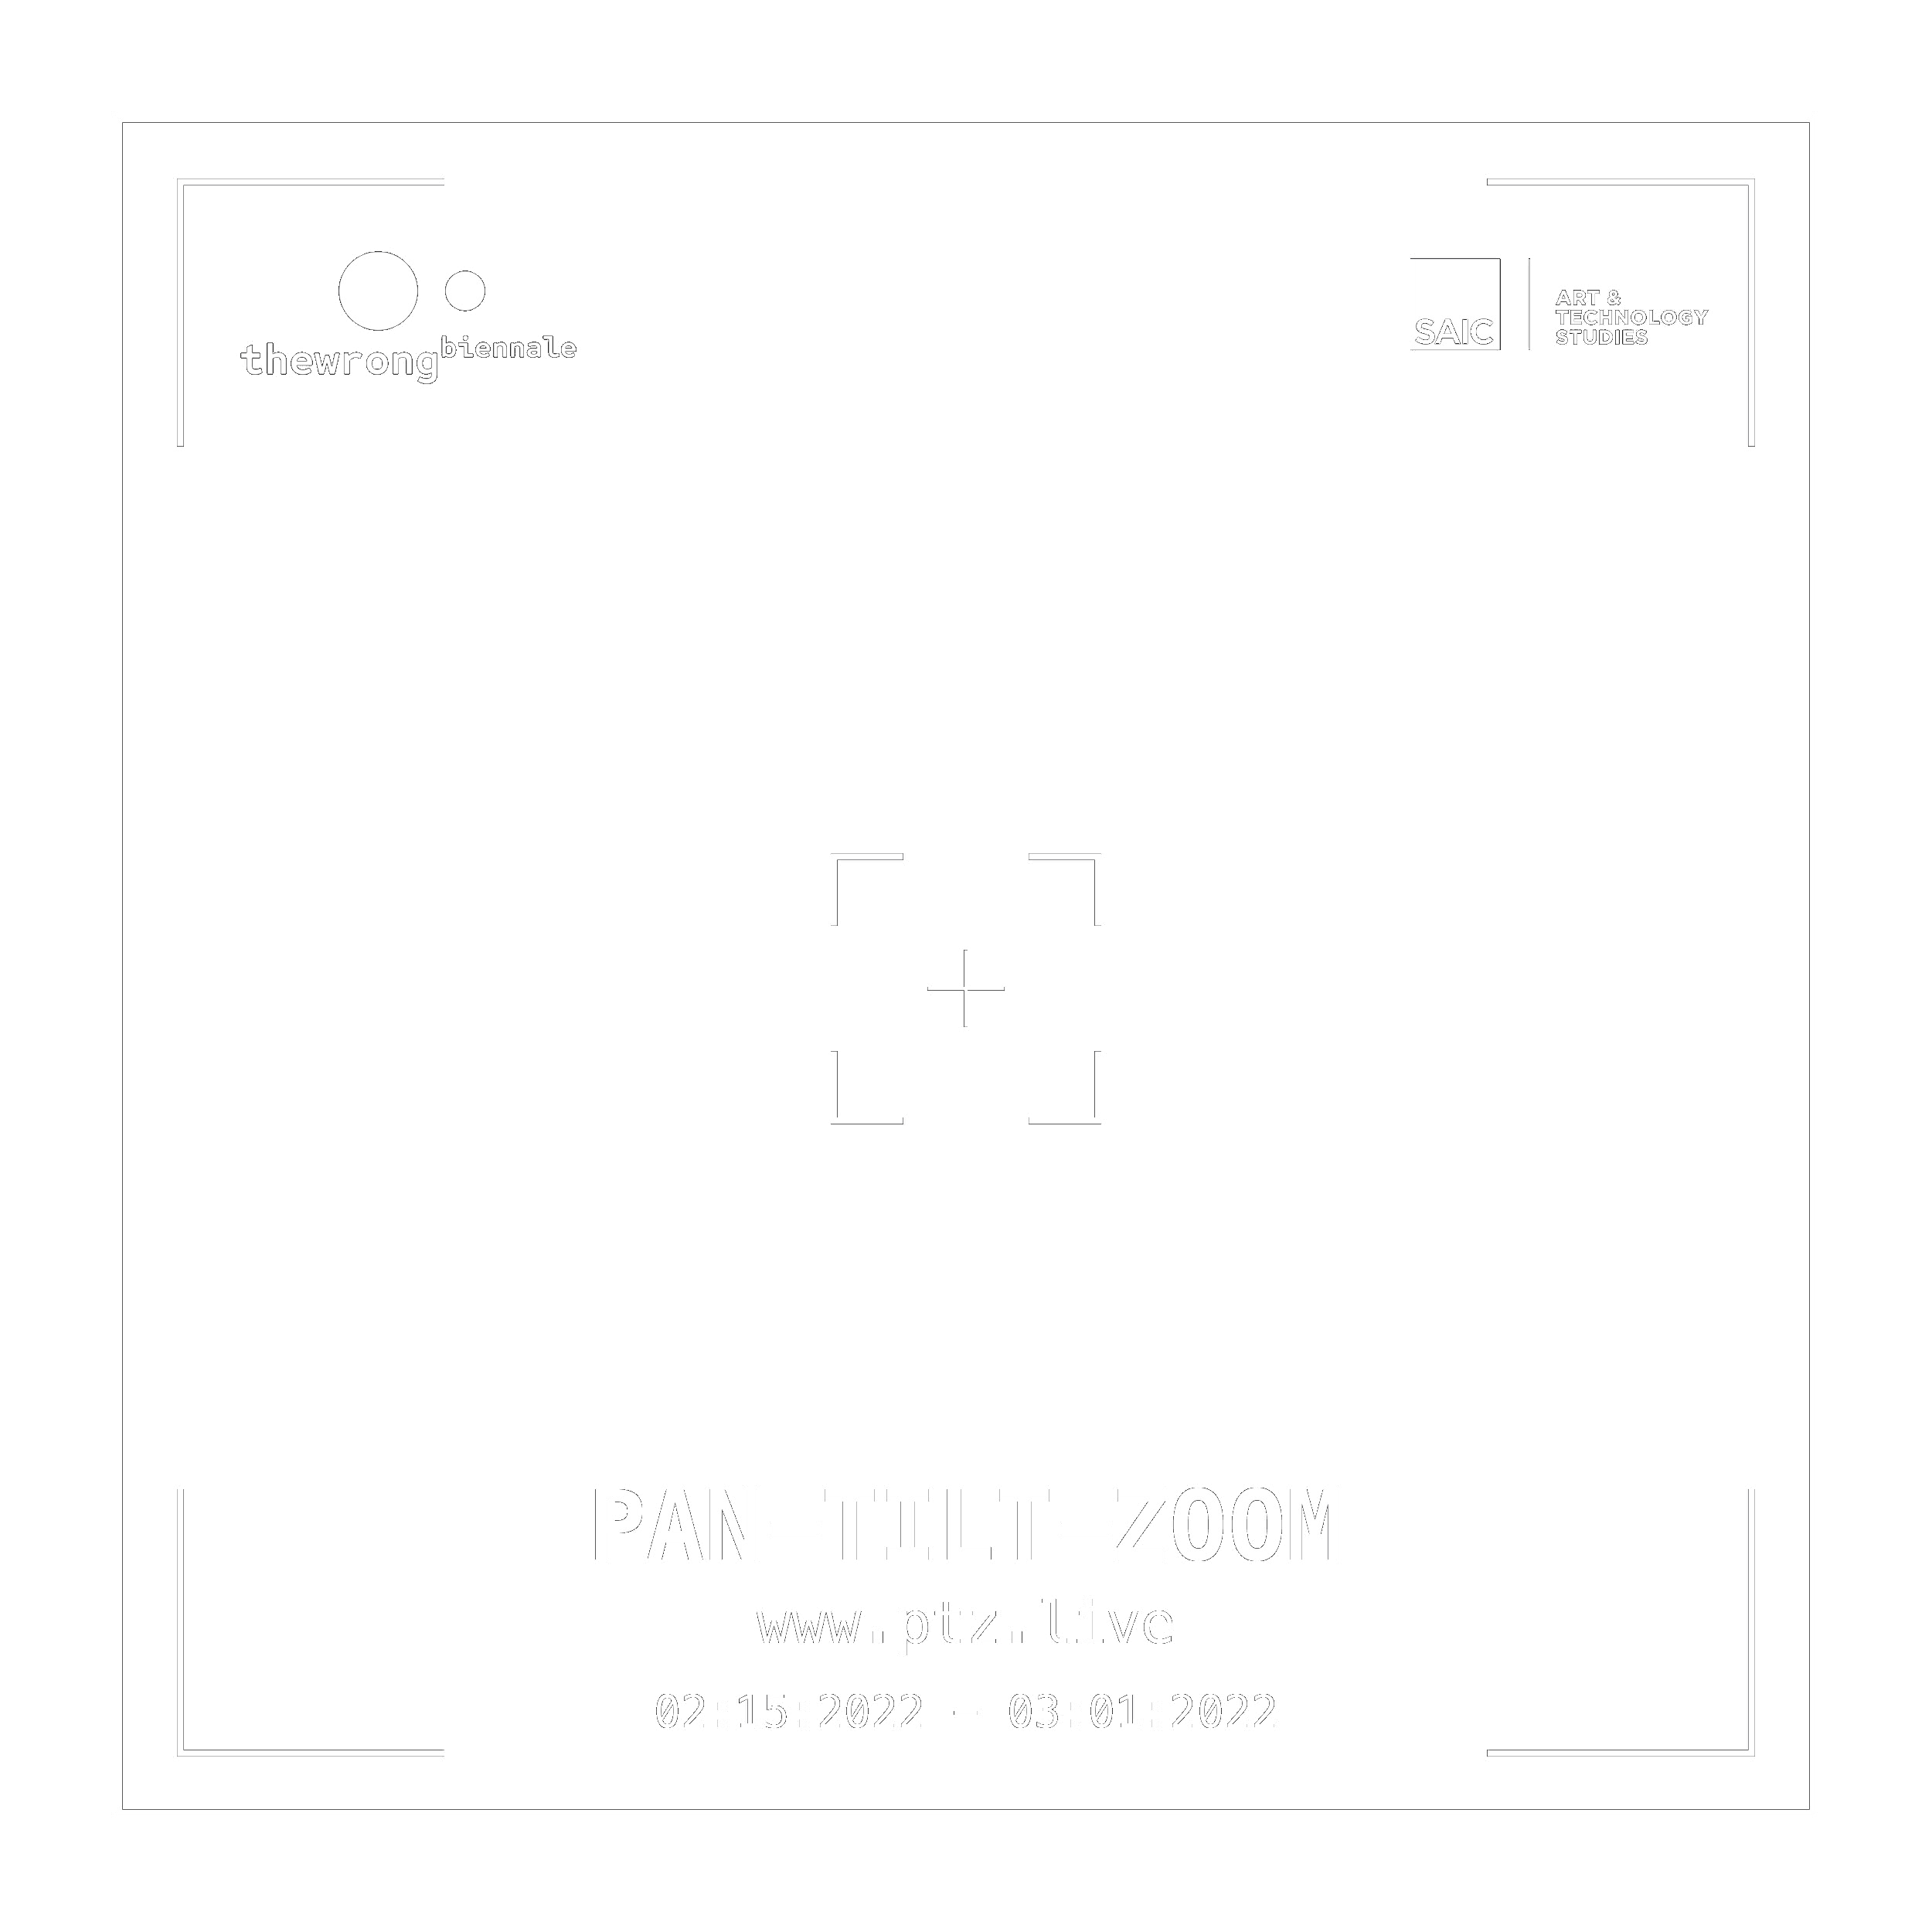 thewrong biennale
SAIC
ART &
TECHNOLOGY
STUDIES
PAN TILT ZOOM
www.ptz.live
02:15:2022 - 03:01:2022